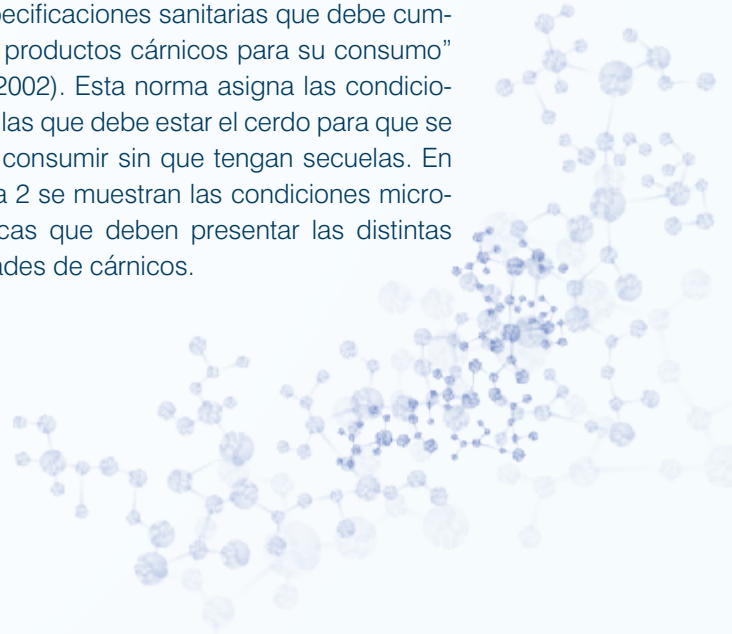 pecificaciones sanitarias que debe cum-
productos cárnicos para su consumo”
2002). Esta norma asigna las condicio-
las que debe estar el cerdo para que se
consumir sin que tengan secuelas. En
a 2 se muestran las condiciones micro-
cas que deben presentar las distintas
ades de cárnicos.